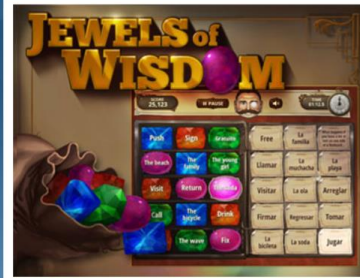 JEWELS of
WISDOM
SCORE
25,123
PAUSE
TIME
Push Sign Gratuito Free La familia
The beach The family The young girl Llamar La muchacha La playa
Visit Return Visitar La ola Arreglar
Call The bicycle Drink Firmar Regresar Tomar
The wave Fix La bicileta La soda Jugar